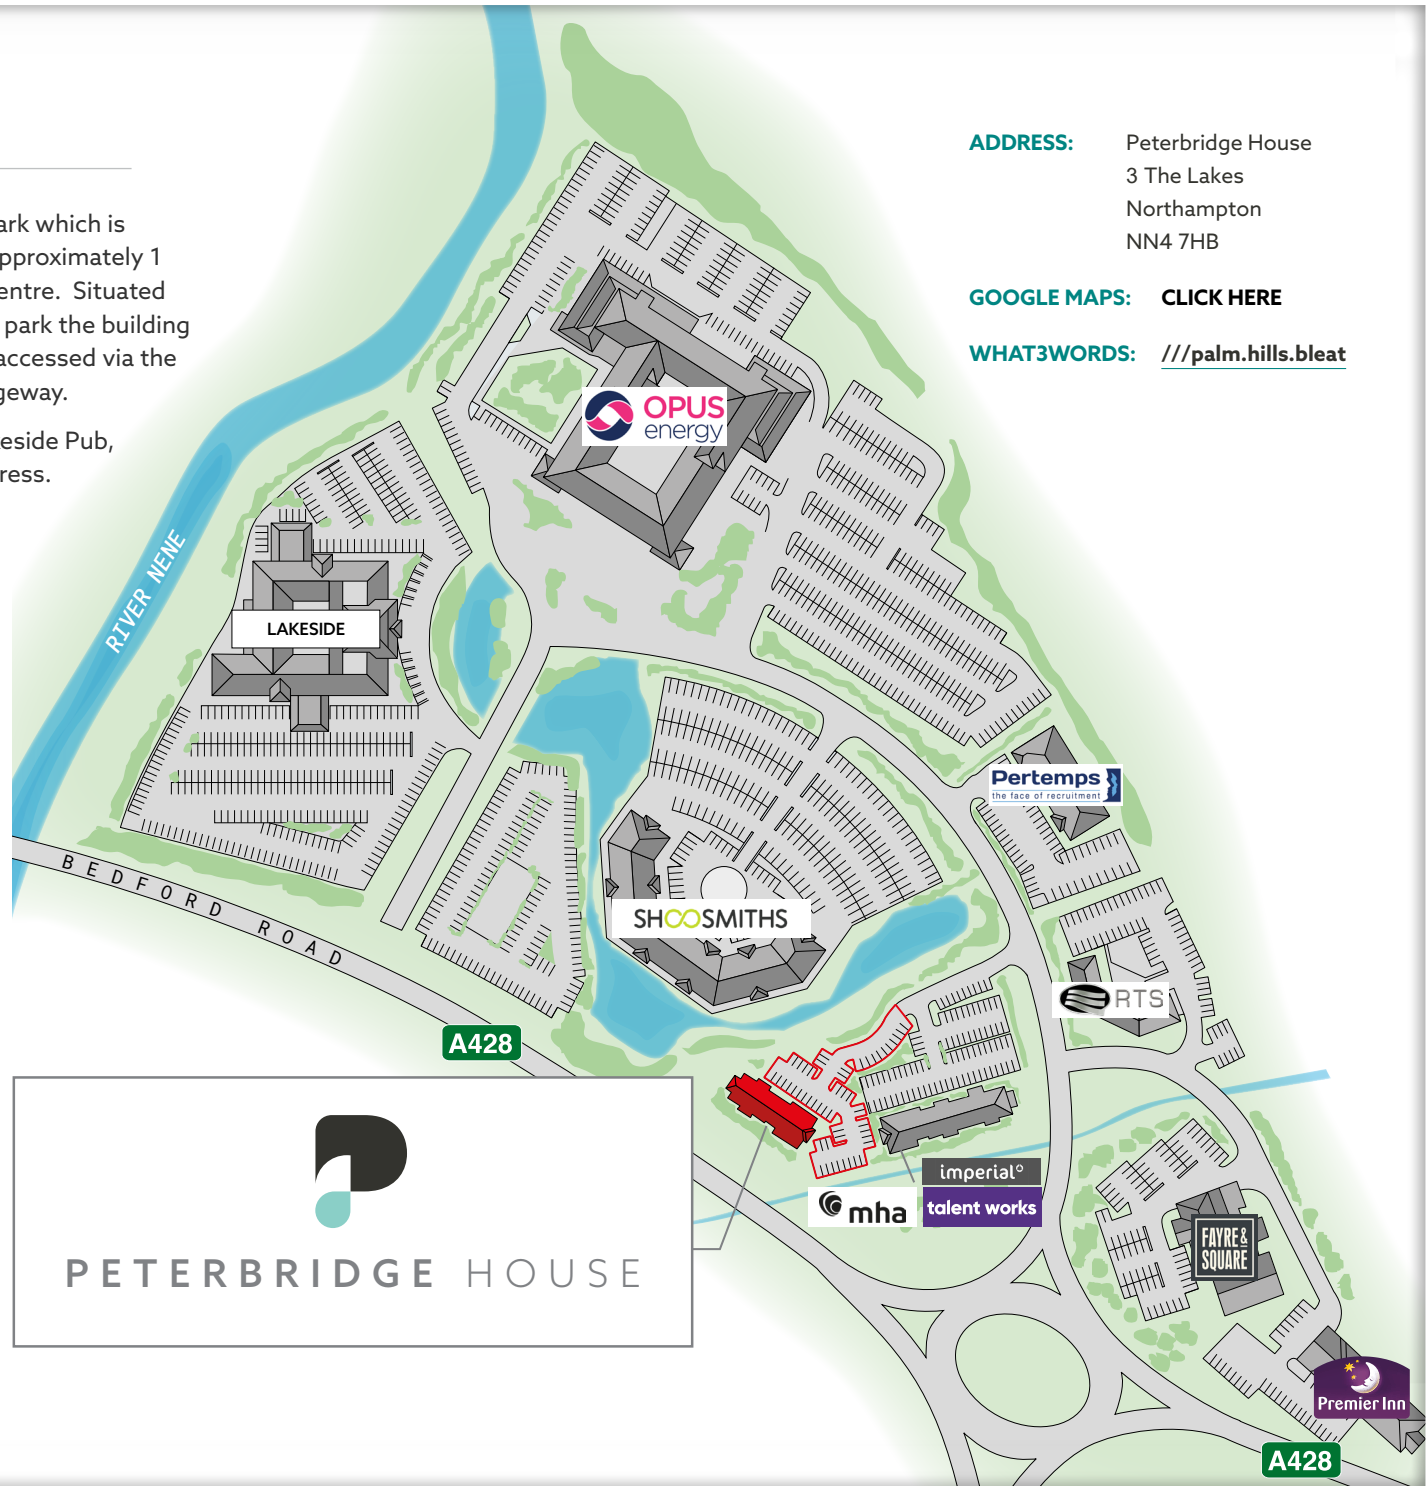 ark which is
pproximately 1
entre. Situated
park the building
accessed via the
geway.
eside Pub,
ress.
ADDRESS: Peterbridge House
3 The Lakes
Northampton
NN4 7HB
GOOGLE MAPS: CLICK HERE
WHAT3WORDS: ///palm.hills.bleat
OPUS
energy
RIVER NENE
LAKESIDE
Pertemps
the face of recruitment
BEDFORD ROAD
SHOOSMITHS
RTS
A428
PETERBRIDGE HOUSE
imperial
mha
talent works
FAYRE &
SQUARE
Premier Inn
A428